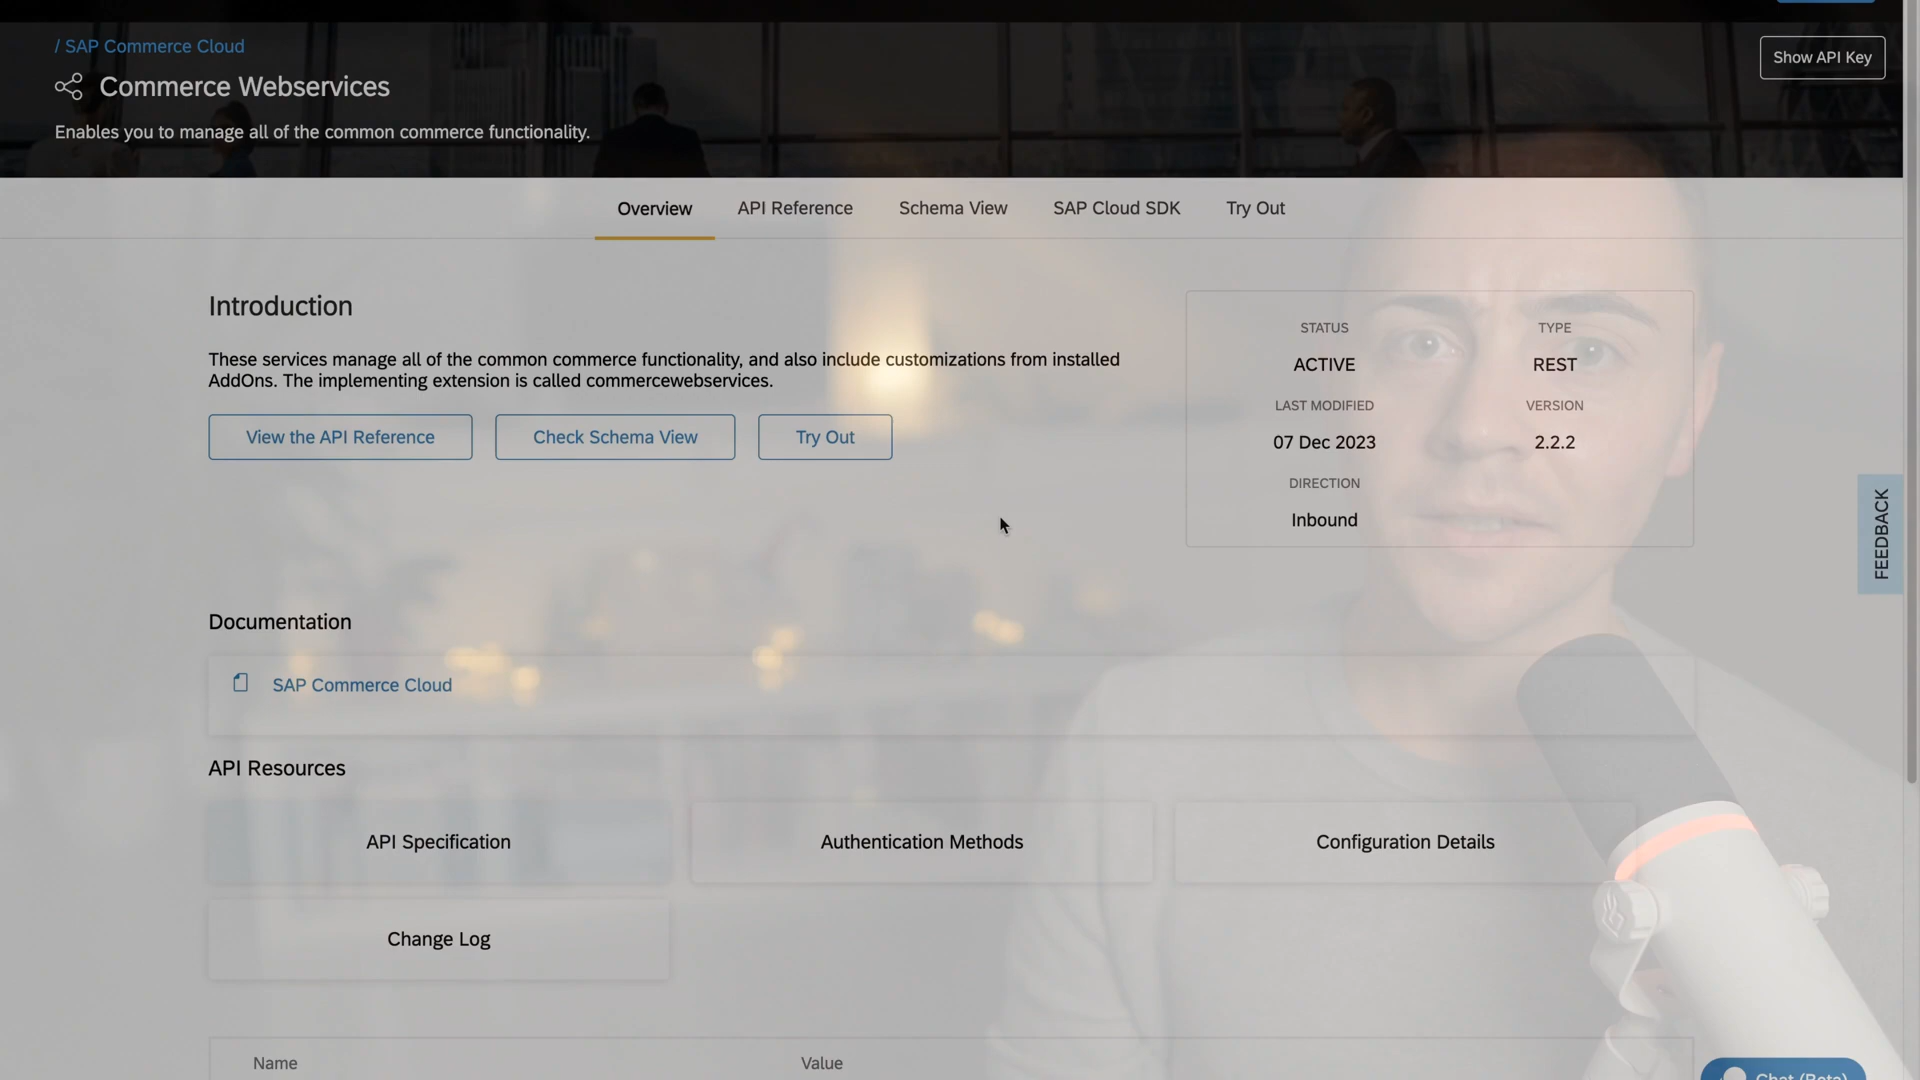 / SAP Commerce Cloud
Show API Key
Commerce Webservices
Enables you to manage all of the common commerce functionality.
Overview
API Reference
Schema View
SAP Cloud SDK
Try Out
Introduction
These services manage all of the common commerce functionality, and also include customizations from installed
AddOns. The implementing extension is called commercewebservices.
View the API Reference
Check Schema View
Try Out
STATUS
TYPE
ACTIVE
REST
LAST MODIFIED
VERSION
07 Dec 2023
2.2.2
DIRECTION
Inbound
FEEDBACK
Documentation
SAP Commerce Cloud
API Resources
API Specification
Authentication Methods
Configuration Details
Change Log
Name
Value
Chat (Beta)